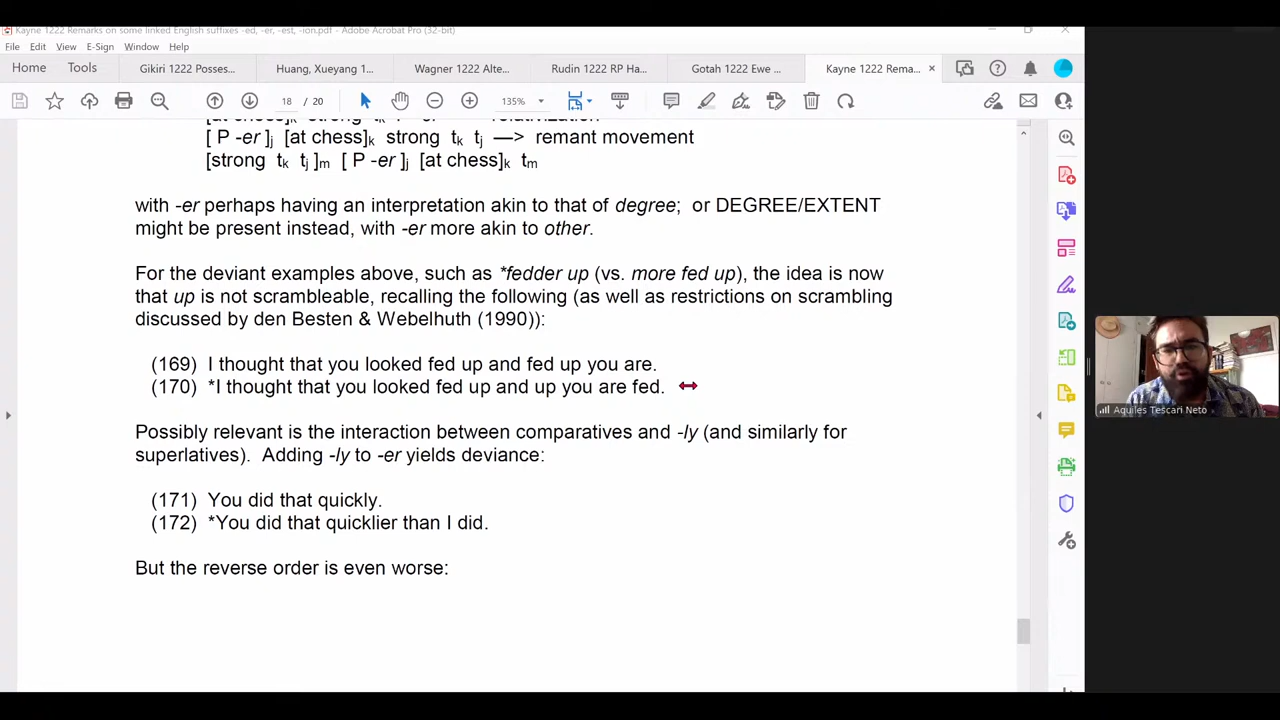 Kayne 1222 Remarks on some linked English suffixes -ed, -er, -est, -ion.pdf - Adobe Acrobat Pro (32-bit)
File Edit View E-Sign Window Help
Home Tools Gikiri 1222 Posses... Huang, Xueyang 1... Wagner 1222 Alte... Rudin 1222 RP Ha... Gotah 1222 Ewe ... Kayne 1222 Rema... ×
18 / 20 135%
[at chess]k strong tk P -er —> relativization
[ P -er ]j [at chess]k strong tk tj —> remant movement
[strong tk tj ]m [ P -er ]j [at chess]k tm
with -er perhaps having an interpretation akin to that of degree; or DEGREE/EXTENT
might be present instead, with -er more akin to other.
For the deviant examples above, such as *fedder up (vs. more fed up), the idea is now
that up is not scrambleable, recalling the following (as well as restrictions on scrambling
discussed by den Besten & Webelhuth (1990)):
(169) I thought that you looked fed up and fed up you are.
(170) *I thought that you looked fed up and up you are fed.
Possibly relevant is the interaction between comparatives and -ly (and similarly for
superlatives). Adding -ly to -er yields deviance:
(171) You did that quickly.
(172) *You did that quicklier than I did.
But the reverse order is even worse:
Aquiles Tescari Neto